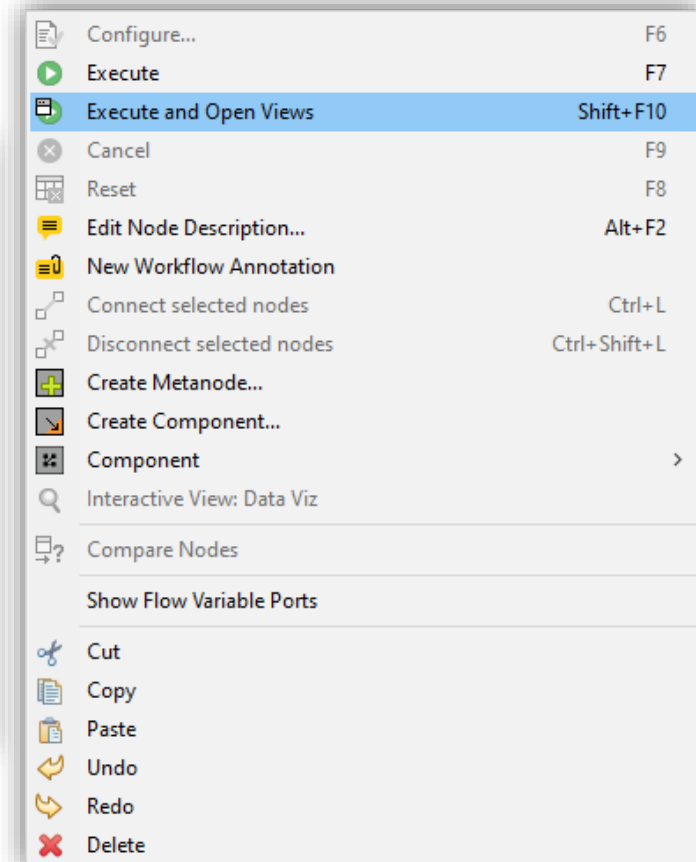 Configure... F6
Execute F7
Execute and Open Views Shift+F10
Cancel F9
Reset F8
Edit Node Description... Alt+F2
New Workflow Annotation
Connect selected nodes Ctrl+L
Disconnect selected nodes Ctrl+Shift+L
Create Metanode...
Create Component...
Component
Interactive View: Data Viz
Compare Nodes
Show Flow Variable Ports
Cut
Copy
Paste
Undo
Redo
Delete